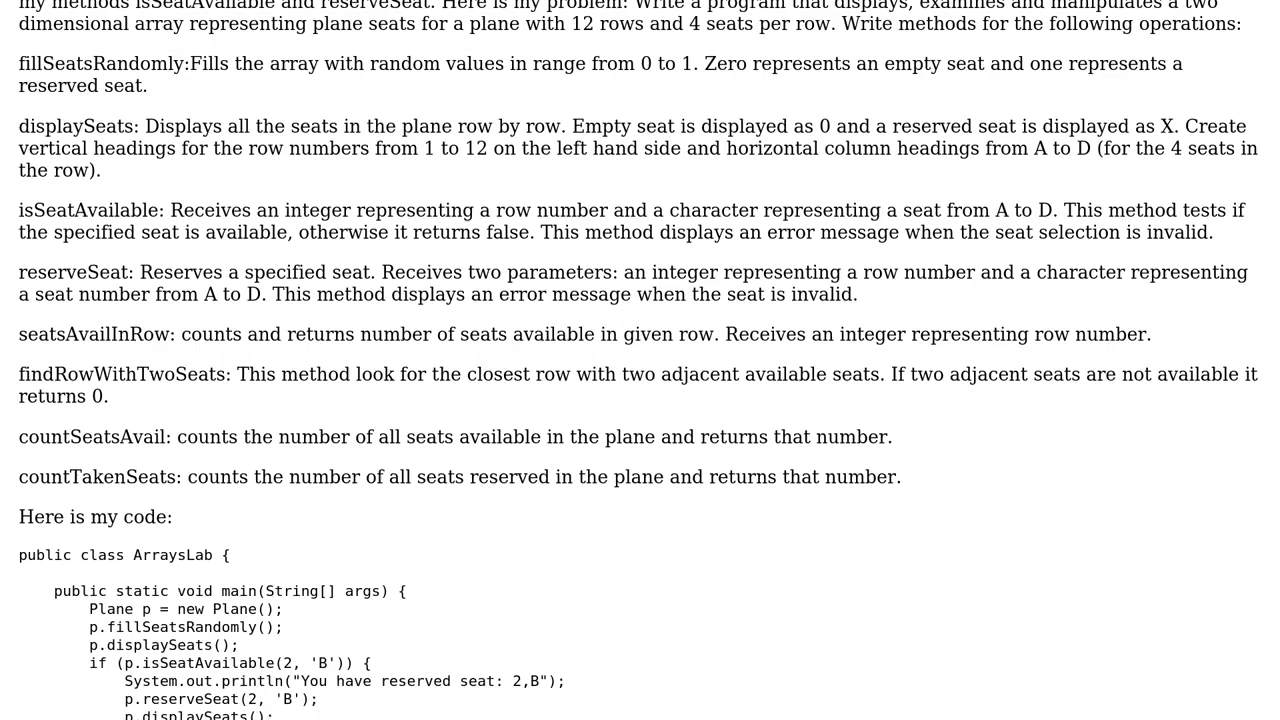 my methods isSeatAvailable and reserveSeat. Here is my problem: Write a program that displays, examines and manipulates a two
dimensional array representing plane seats for a plane with 12 rows and 4 seats per row. Write methods for the following operations:
fillSeatsRandomly:Fills the array with random values in range from 0 to 1. Zero represents an empty seat and one represents a
reserved seat.
displaySeats: Displays all the seats in the plane row by row. Empty seat is displayed as 0 and a reserved seat is displayed as X. Create
vertical headings for the row numbers from 1 to 12 on the left hand side and horizontal column headings from A to D (for the 4 seats in
the row).
isSeatAvailable: Receives an integer representing a row number and a character representing a seat from A to D. This method tests if
the specified seat is available, otherwise it returns false. This method displays an error message when the seat selection is invalid.
reserveSeat: Reserves a specified seat. Receives two parameters: an integer representing a row number and a character representing
a seat number from A to D. This method displays an error message when the seat is invalid.
seatsAvailInRow: counts and returns number of seats available in given row. Receives an integer representing row number.
findRowWithTwoSeats: This method look for the closest row with two adjacent available seats. If two adjacent seats are not available it
returns 0.
countSeatsAvail: counts the number of all seats available in the plane and returns that number.
countTakenSeats: counts the number of all seats reserved in the plane and returns that number.
Here is my code:
public class ArraysLab {
    public static void main(String[] args) {
        Plane p = new Plane();
        p.fillSeatsRandomly();
        p.displaySeats();
        if (p.isSeatAvailable(2, 'B')) {
            System.out.println("You have reserved seat: 2,B");
            p.reserveSeat(2, 'B');
            p.displaySeats();